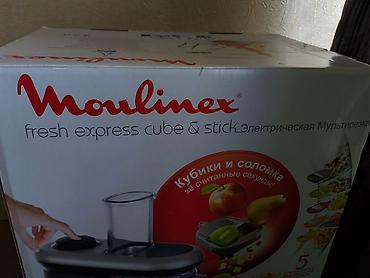 Moulinex
fresh express cube & stick Электрическая Мультирезка
Кубики и соломка
за считанные секунды!
5